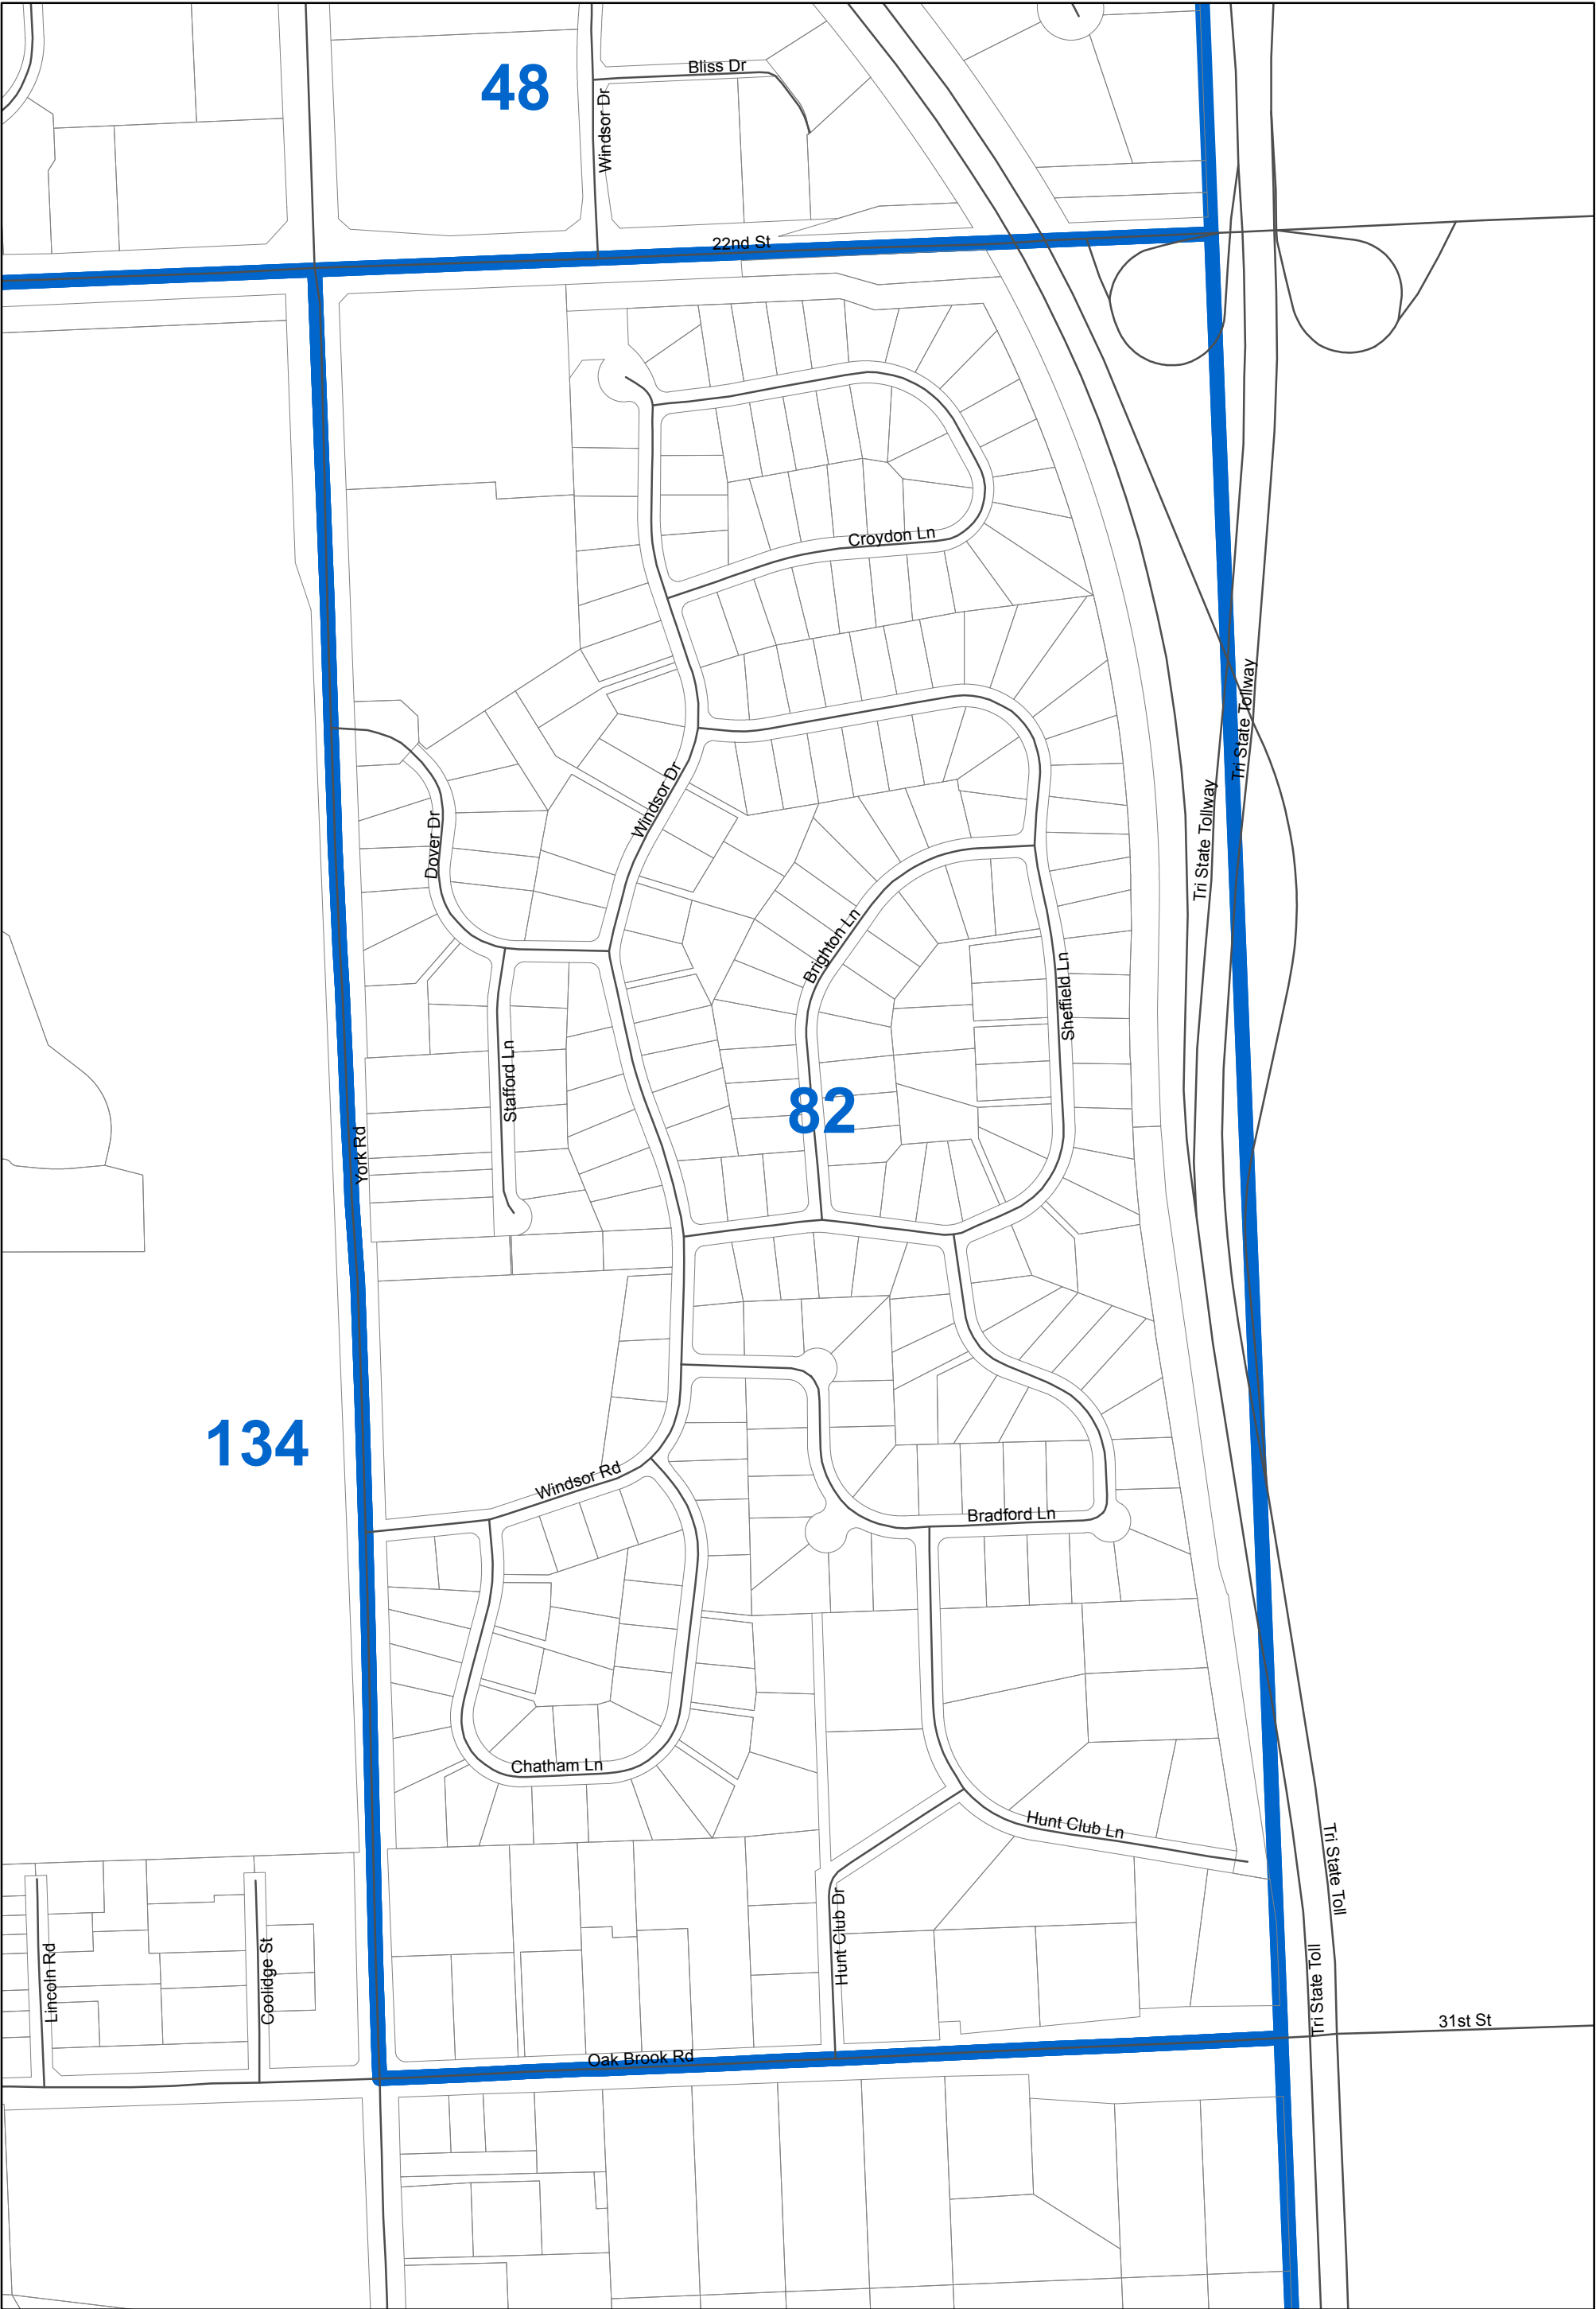 48
Bliss Dr
Windsor Dr
22nd St
Croydon Ln
Tri State Tollway
Tri State Tollway
Windsor Dr
Dover Dr
Brighton Ln
Sheffield Ln
Stafford Ln
82
York Rd
134
Windsor Rd
Bradford Ln
Chatham Ln
Hunt Club Ln
Tri State Toll
Hunt Club Dr
Lincoln Rd
Coolidge St
Tri State Toll
31st St
Oak Brook Rd